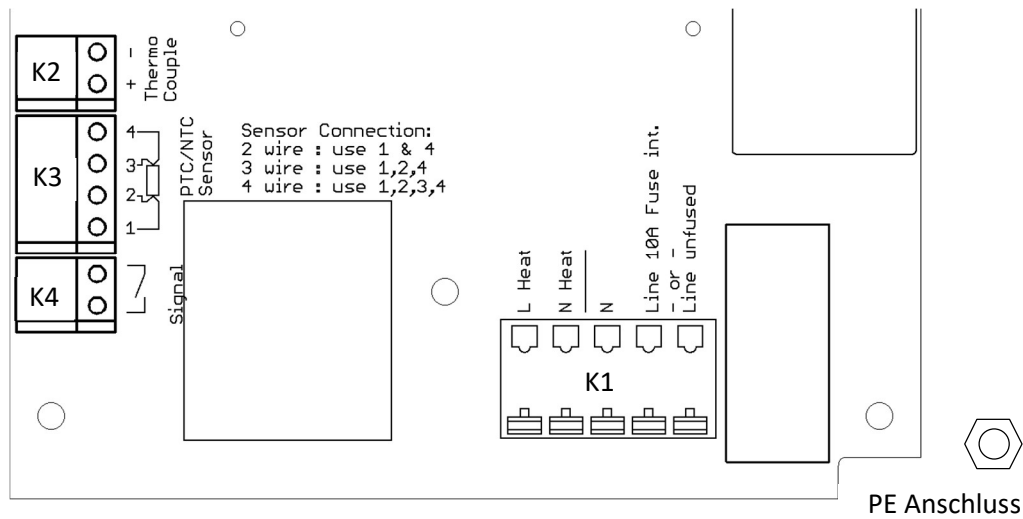 K2
-
+
Thermo
Couple
K3
4
3
2
1
PTC/NTC
Sensor
Sensor Connection:
2 wire : use 1 & 4
3 wire : use 1,2,4
4 wire : use 1,2,3,4
K4
Signal
L Heat
N Heat
N
Line 10A Fuse int.
- or -
Line unfused
K1
PE Anschluss